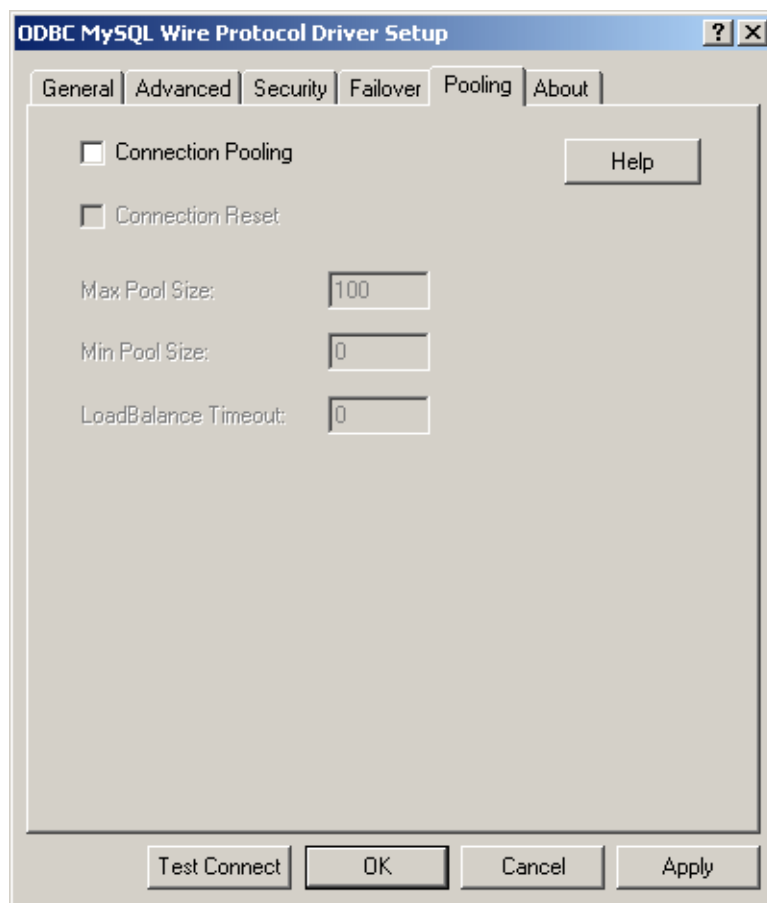 ODBC MySQL Wire Protocol Driver Setup
General Advanced Security Failover Pooling About
Connection Pooling
Help
Connection Reset
Max Pool Size: 100
Min Pool Size: 0
LoadBalance Timeout: 0
Test Connect OK Cancel Apply